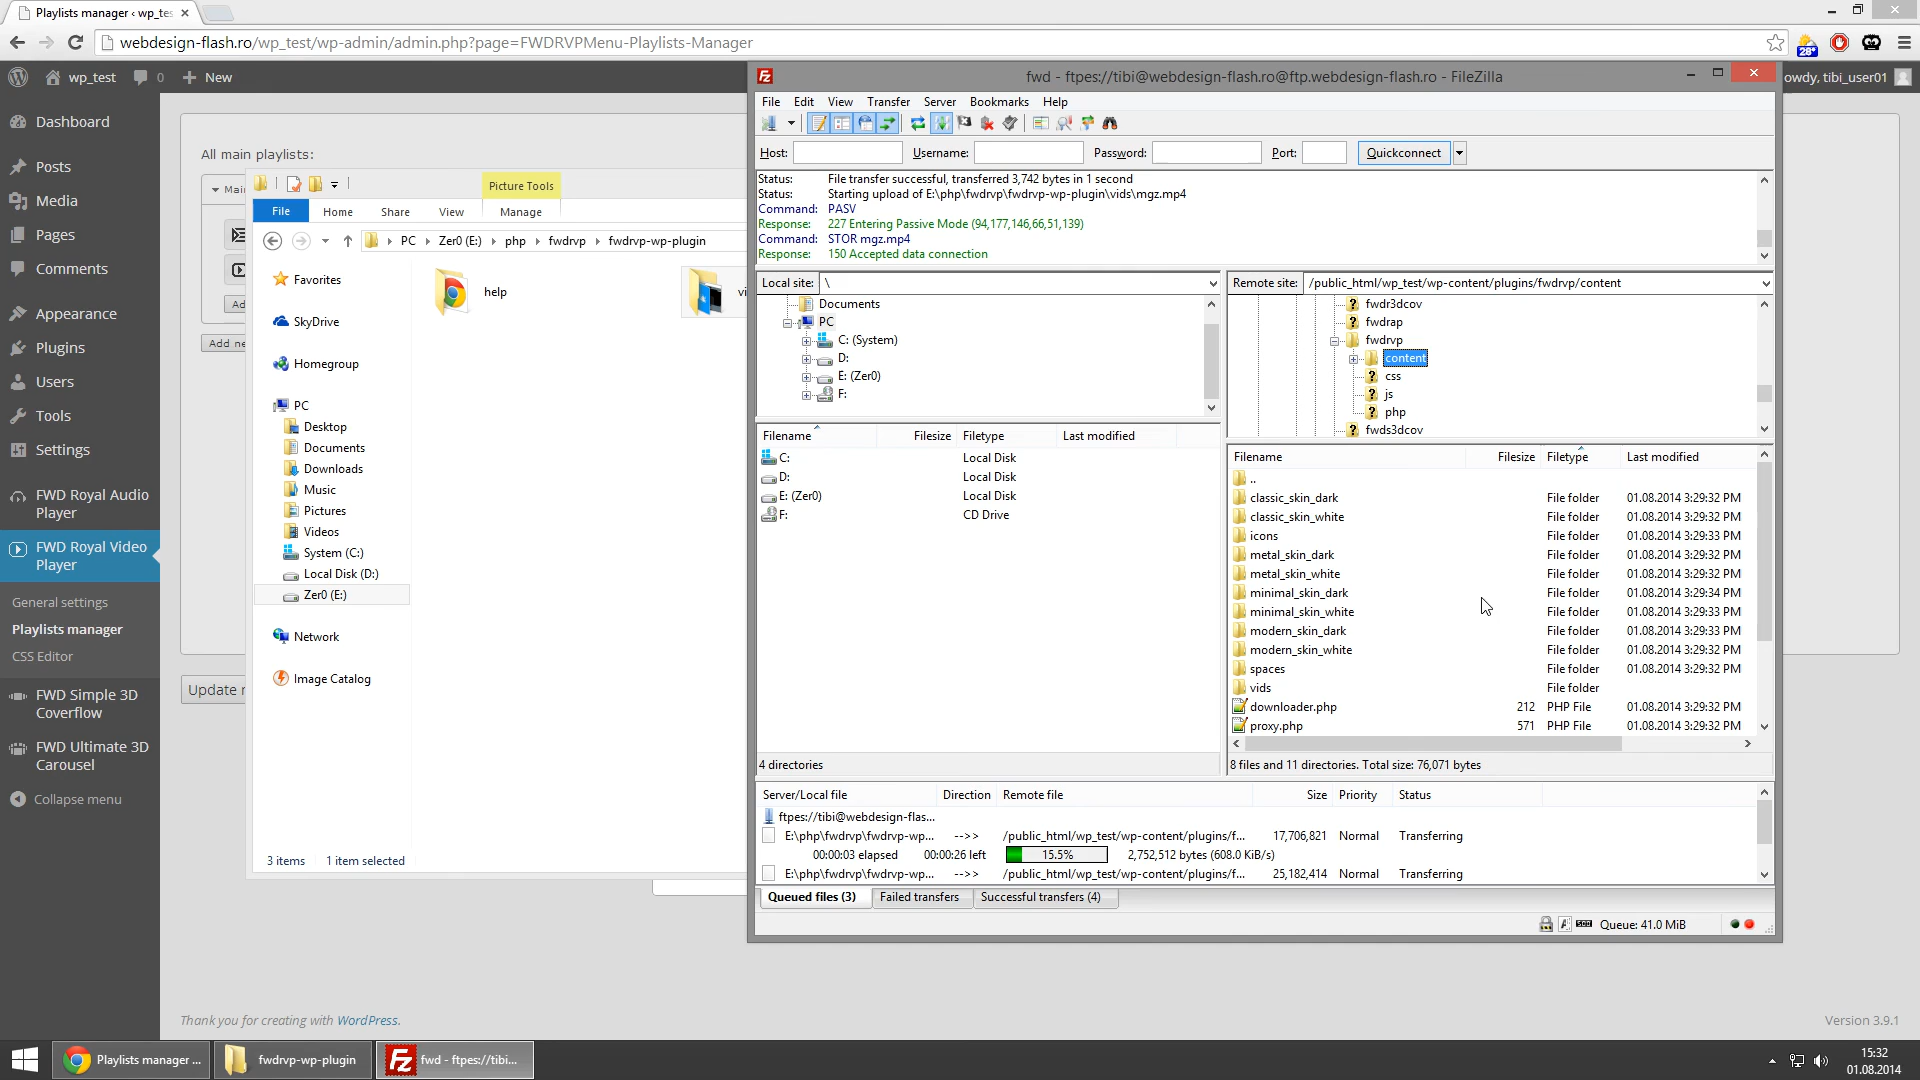 Playlists manager ‹ wp_tes
webdesign-flash.ro/wp_test/wp-admin/admin.php?page=FWDRVPMenu-Playlists-Manager
28°
wp_test
0
New
owdy, tibi_user01
Dashboard
Posts
Media
Pages
Comments
Appearance
Plugins
Users
Tools
Settings
FWD Royal Audio
Player
FWD Royal Video
Player
General settings
Playlists manager
CSS Editor
FWD Simple 3D
Coverflow
FWD Ultimate 3D
Carousel
Collapse menu
All main playlists:
Mai
Ad
Add ne
Update
Thank you for creating with WordPress.
Version 3.9.1
Picture Tools
File
Home
Share
View
Manage
PC
Zer0 (E:)
php
fwdrvp
fwdrvp-wp-plugin
Favorites
SkyDrive
Homegroup
PC
Desktop
Documents
Downloads
Music
Pictures
Videos
System (C:)
Local Disk (D:)
Zer0 (E:)
Network
Image Catalog
help
vi
3 items
1 item selected
fwd - ftpes://tibi@webdesign-flash.ro@ftp.webdesign-flash.ro - FileZilla
File Edit View Transfer Server Bookmarks Help
Host: Username: Password: Port: Quickconnect
Status: File transfer successful, transferred 3,742 bytes in 1 second
Status: Starting upload of E:\php\fwdrvp\fwdrvp-wp-plugin\vids\mgz.mp4
Command: PASV
Response: 227 Entering Passive Mode (94,177,146,66,51,139)
Command: STOR mgz.mp4
Response: 150 Accepted data connection
Local site: \
Documents
PC
C: (System)
D:
E: (Zer0)
F:
Filename Filesize Filetype Last modified
C: Local Disk
D: Local Disk
E: (Zer0) Local Disk
F: CD Drive
4 directories
Remote site: /public_html/wp_test/wp-content/plugins/fwdrvp/content
fwdr3dcov
fwdrap
fwdrvp
content
css
js
php
fwds3dcov
Filename Filesize Filetype Last modified
..
classic_skin_dark File folder 01.08.2014 3:29:32 PM
classic_skin_white File folder 01.08.2014 3:29:32 PM
icons File folder 01.08.2014 3:29:33 PM
metal_skin_dark File folder 01.08.2014 3:29:32 PM
metal_skin_white File folder 01.08.2014 3:29:32 PM
minimal_skin_dark File folder 01.08.2014 3:29:34 PM
minimal_skin_white File folder 01.08.2014 3:29:33 PM
modern_skin_dark File folder 01.08.2014 3:29:33 PM
modern_skin_white File folder 01.08.2014 3:29:32 PM
spaces File folder 01.08.2014 3:29:32 PM
vids File folder
downloader.php 212 PHP File 01.08.2014 3:29:32 PM
proxy.php 571 PHP File 01.08.2014 3:29:32 PM
8 files and 11 directories. Total size: 76,071 bytes
Server/Local file Direction Remote file Size Priority Status
ftpes://tibi@webdesign-flas...
E:\php\fwdrvp\fwdrvp-wp... -->> /public_html/wp_test/wp-content/plugins/f... 17,706,821 Normal Transferring
00:00:03 elapsed 00:00:26 left 15.5% 2,752,512 bytes (608.0 KiB/s)
E:\php\fwdrvp\fwdrvp-wp... -->> /public_html/wp_test/wp-content/plugins/f... 25,182,414 Normal Transferring
Queued files (3) Failed transfers Successful transfers (4)
Queue: 41.0 MiB
Playlists manager ...
fwdrvp-wp-plugin
fwd - ftpes://tibi...
15:32
01.08.2014